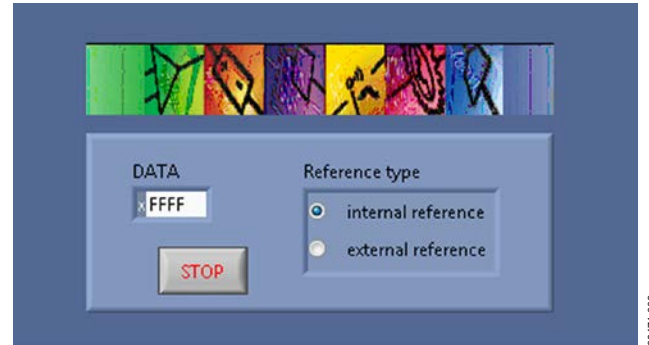 DATA
x FFFF
STOP
Reference type
internal reference
external reference